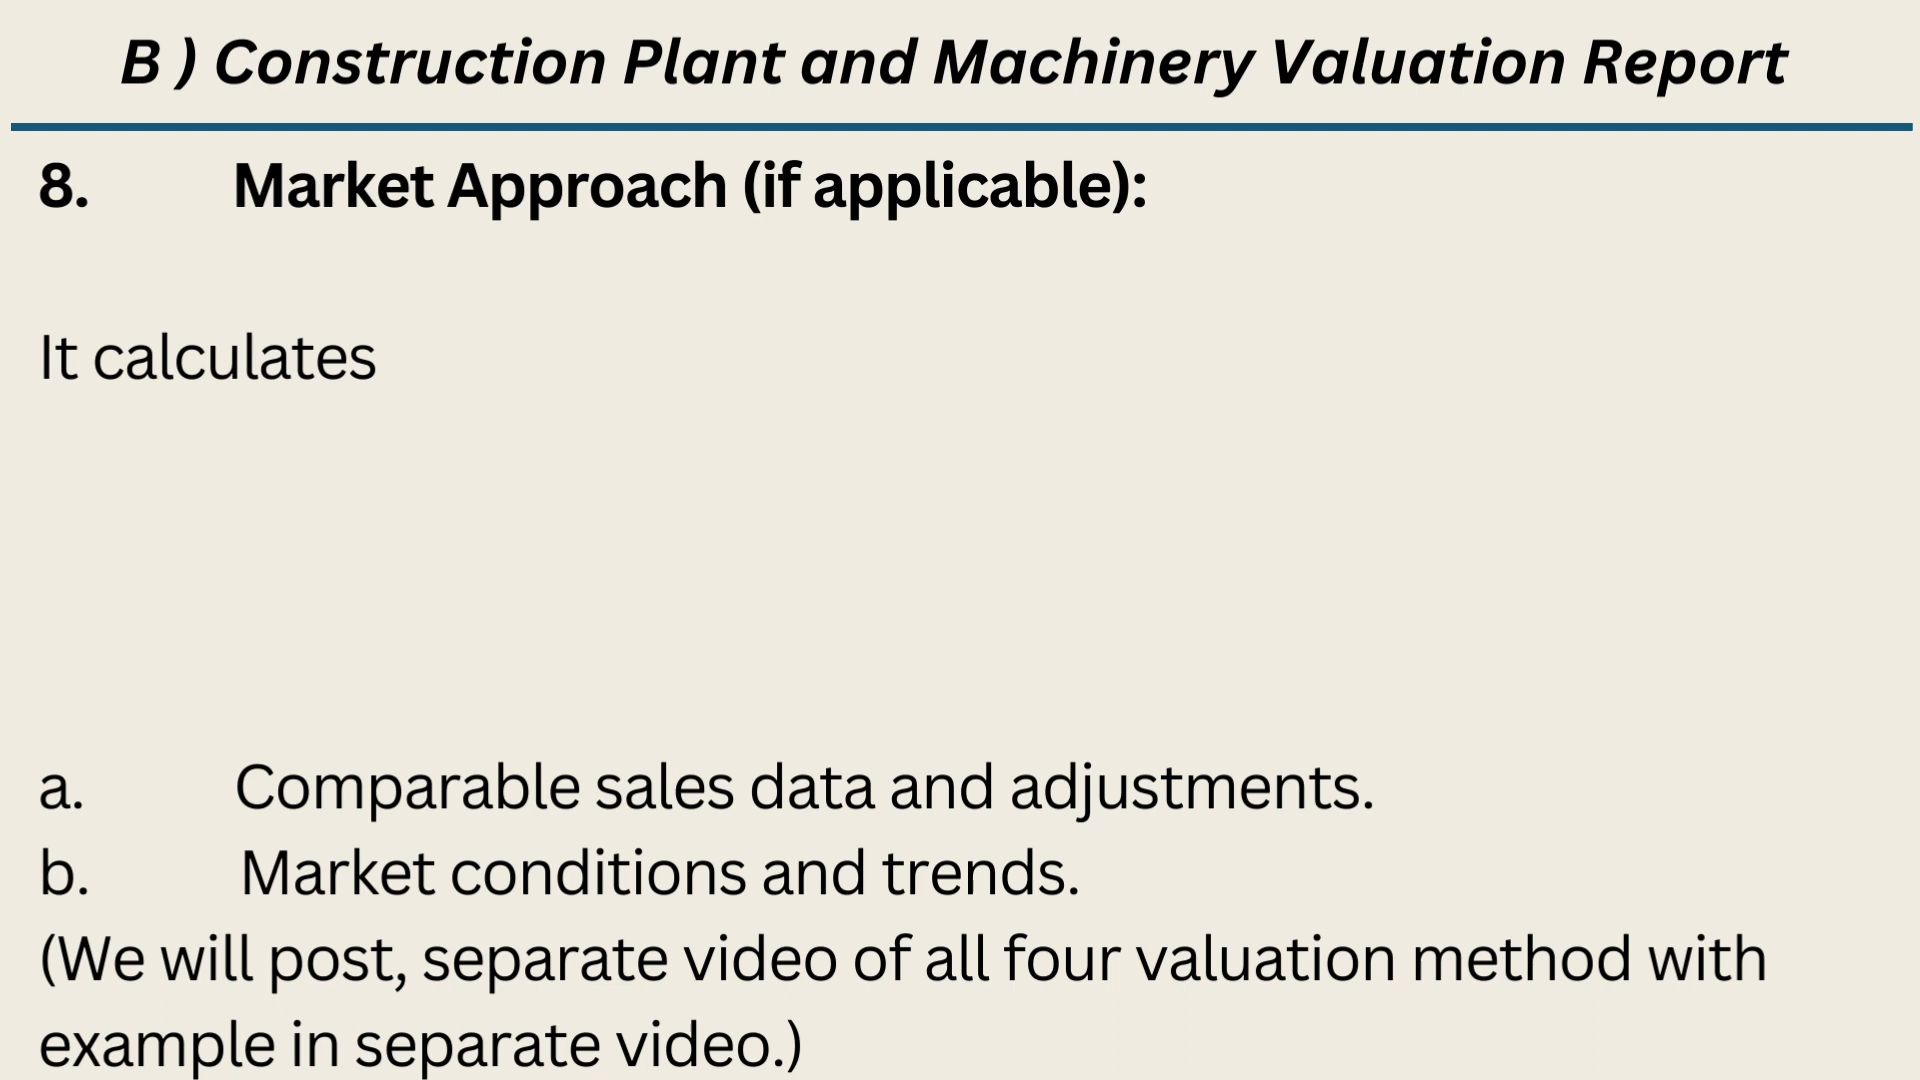 B ) Construction Plant and Machinery Valuation Report
8. Market Approach (if applicable):
It calculates
a. Comparable sales data and adjustments.
b. Market conditions and trends.
(We will post, separate video of all four valuation method with
example in separate video.)